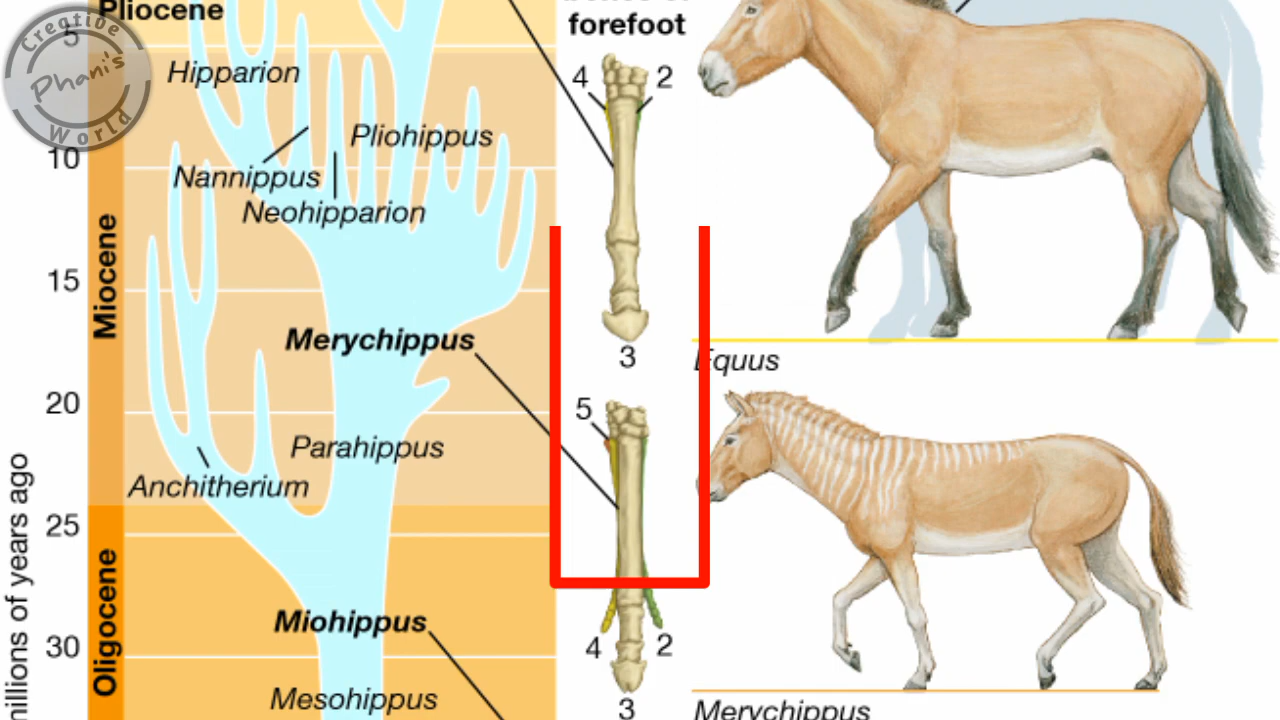 Pliocene
Creative
Phani's
World
5
Hipparion
forefoot
4
2
Pliohippus
10
Nannippus
Neohipparion
Miocene
15
Merychippus
3
Equus
20
5
Parahippus
Anchitherium
millions of years ago
25
Oligocene
Miohippus
4
2
30
Mesohippus
3
Merychippus